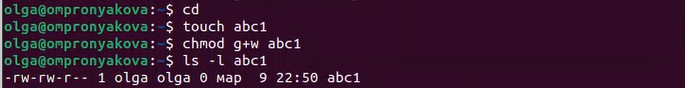 olga@ompronyakova:~$ cd
olga@ompronyakova:~$ touch abc1
olga@ompronyakova:~$ chmod g+w abc1
olga@ompronyakova:~$ ls -l abc1
-rw-rw-r-- 1 olga olga 0 мар  9 22:50 abc1